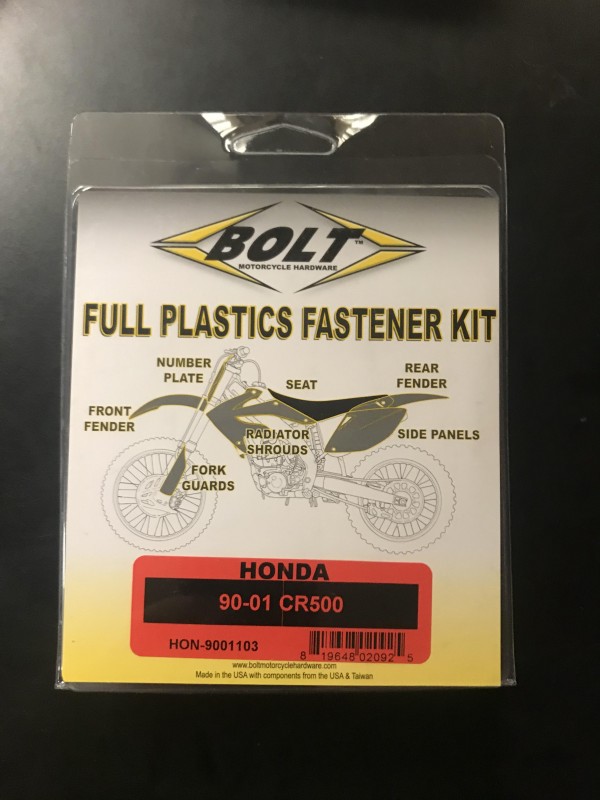 BOLT™
MOTORCYCLE HARDWARE
FULL PLASTICS FASTENER KIT
NUMBER
PLATE
SEAT
REAR
FENDER
FRONT
FENDER
RADIATOR
SHROUDS
SIDE PANELS
FORK
GUARDS
HONDA
90-01 CR500
HON-9001103
8 19648 02092 5
www.boltmotorcyclehardware.com
Made in the USA with components from the USA & Taiwan